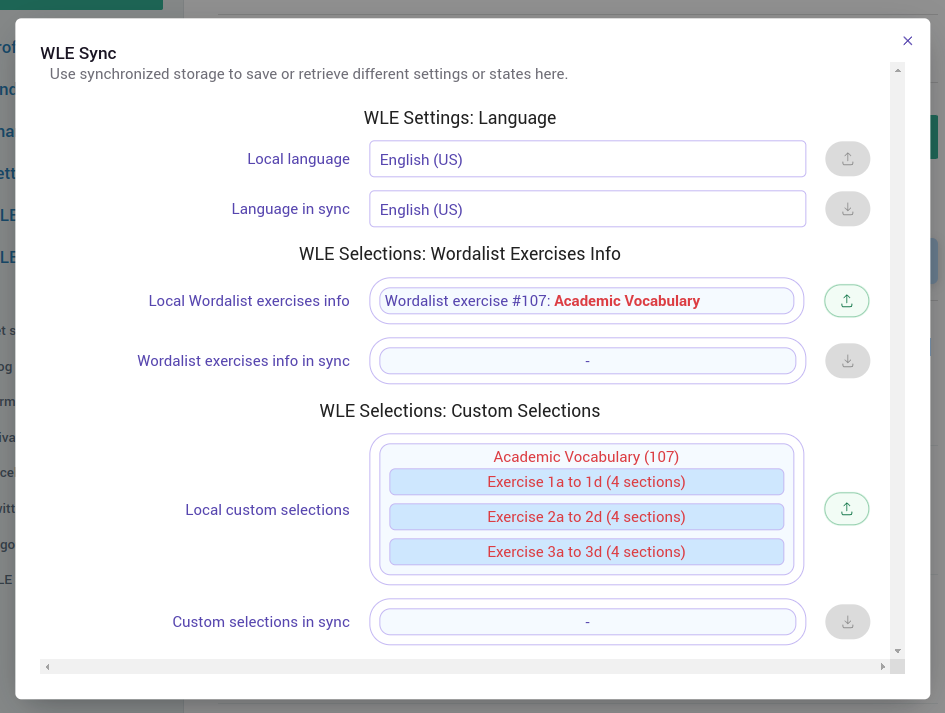 WLE Sync
Use synchronized storage to save or retrieve different settings or states here.
WLE Settings: Language
Local language
English (US)
Language in sync
English (US)
WLE Selections: Wordalist Exercises Info
Local Wordalist exercises info
Wordalist exercise #107: Academic Vocabulary
Wordalist exercises info in sync
-
WLE Selections: Custom Selections
Local custom selections
Academic Vocabulary (107)
Exercise 1a to 1d (4 sections)
Exercise 2a to 2d (4 sections)
Exercise 3a to 3d (4 sections)
Custom selections in sync
-